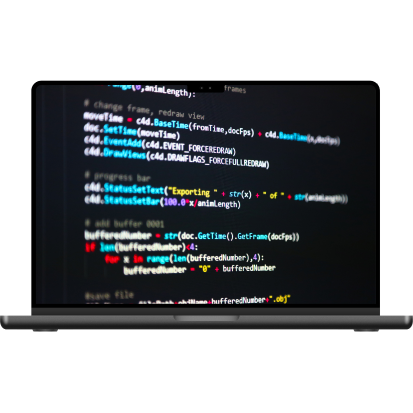 range(0,animLength): frames
# change frame, redraw view
moveTime = c4d.BaseTime(fromTime,docFps) + c4d.BaseTime(x,docFps)
doc.SetTime(moveTime)
c4d.EventAdd(c4d.EVENT_FORCEREDRAW)
c4d.DrawViews(c4d.DRAWFLAGS_FORCEFULLREDRAW)
# progress bar
c4d.StatusSetText("Exporting " + str(x) + " of " + str(animLength))
c4d.StatusSetBar(100.0*x/animLength)
# add buffer 0001
bufferedNumber = str(doc.GetTime().GetFrame(docFps))
if len(bufferedNumber)<4:
for x in range(len(bufferedNumber),4):
bufferedNumber = "0" + bufferedNumber
#save file
objName+bufferedNumber+".obj"